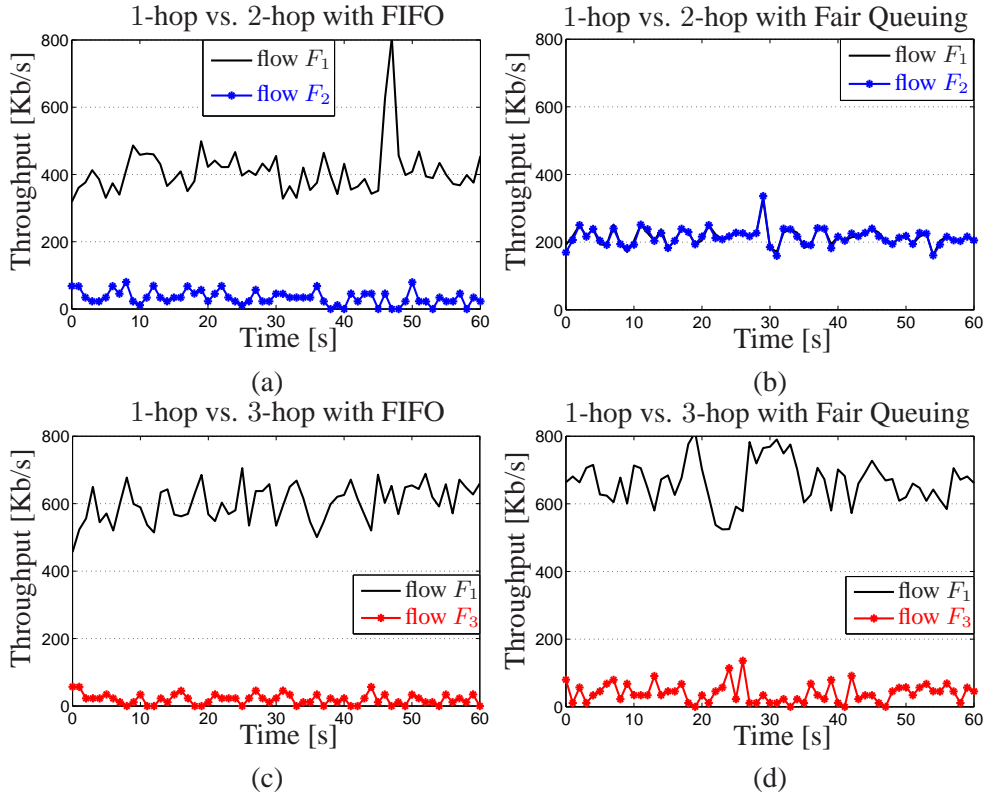 1-hop vs. 2-hop with FIFO
Throughput [Kb/s]
800
600
400
200
0
flow F1
flow F2
0 10 20 30 40 50 60
Time [s]
(a)
1-hop vs. 2-hop with Fair Queuing
Throughput [Kb/s]
800
600
400
200
0
flow F1
flow F2
0 10 20 30 40 50 60
Time [s]
(b)
1-hop vs. 3-hop with FIFO
Throughput [Kb/s]
800
600
400
200
0
flow F1
flow F3
0 10 20 30 40 50 60
Time [s]
(c)
1-hop vs. 3-hop with Fair Queuing
Throughput [Kb/s]
800
600
400
200
0
flow F1
flow F3
0 10 20 30 40 50 60
Time [s]
(d)